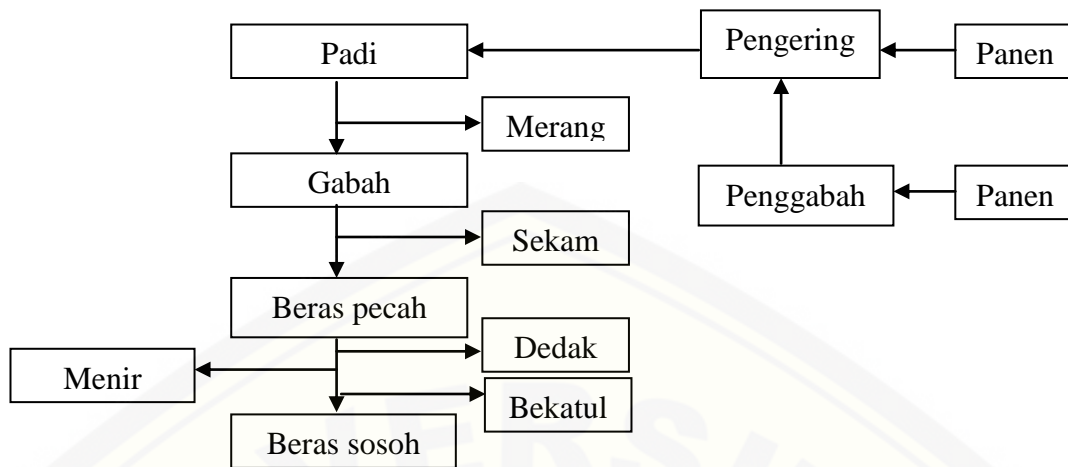 Padi
Pengering
Panen
Merang
Gabah
Penggabah
Panen
Sekam
Beras pecah
Dedak
Menir
Bekatul
Beras sosoh